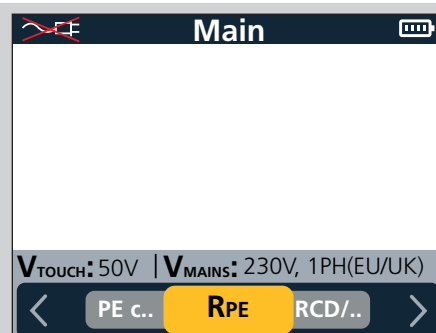 Main
VTOUCH: 50V | VMAINS: 230V, 1PH(EU/UK)
< PE c.. RPE RCD/.. >